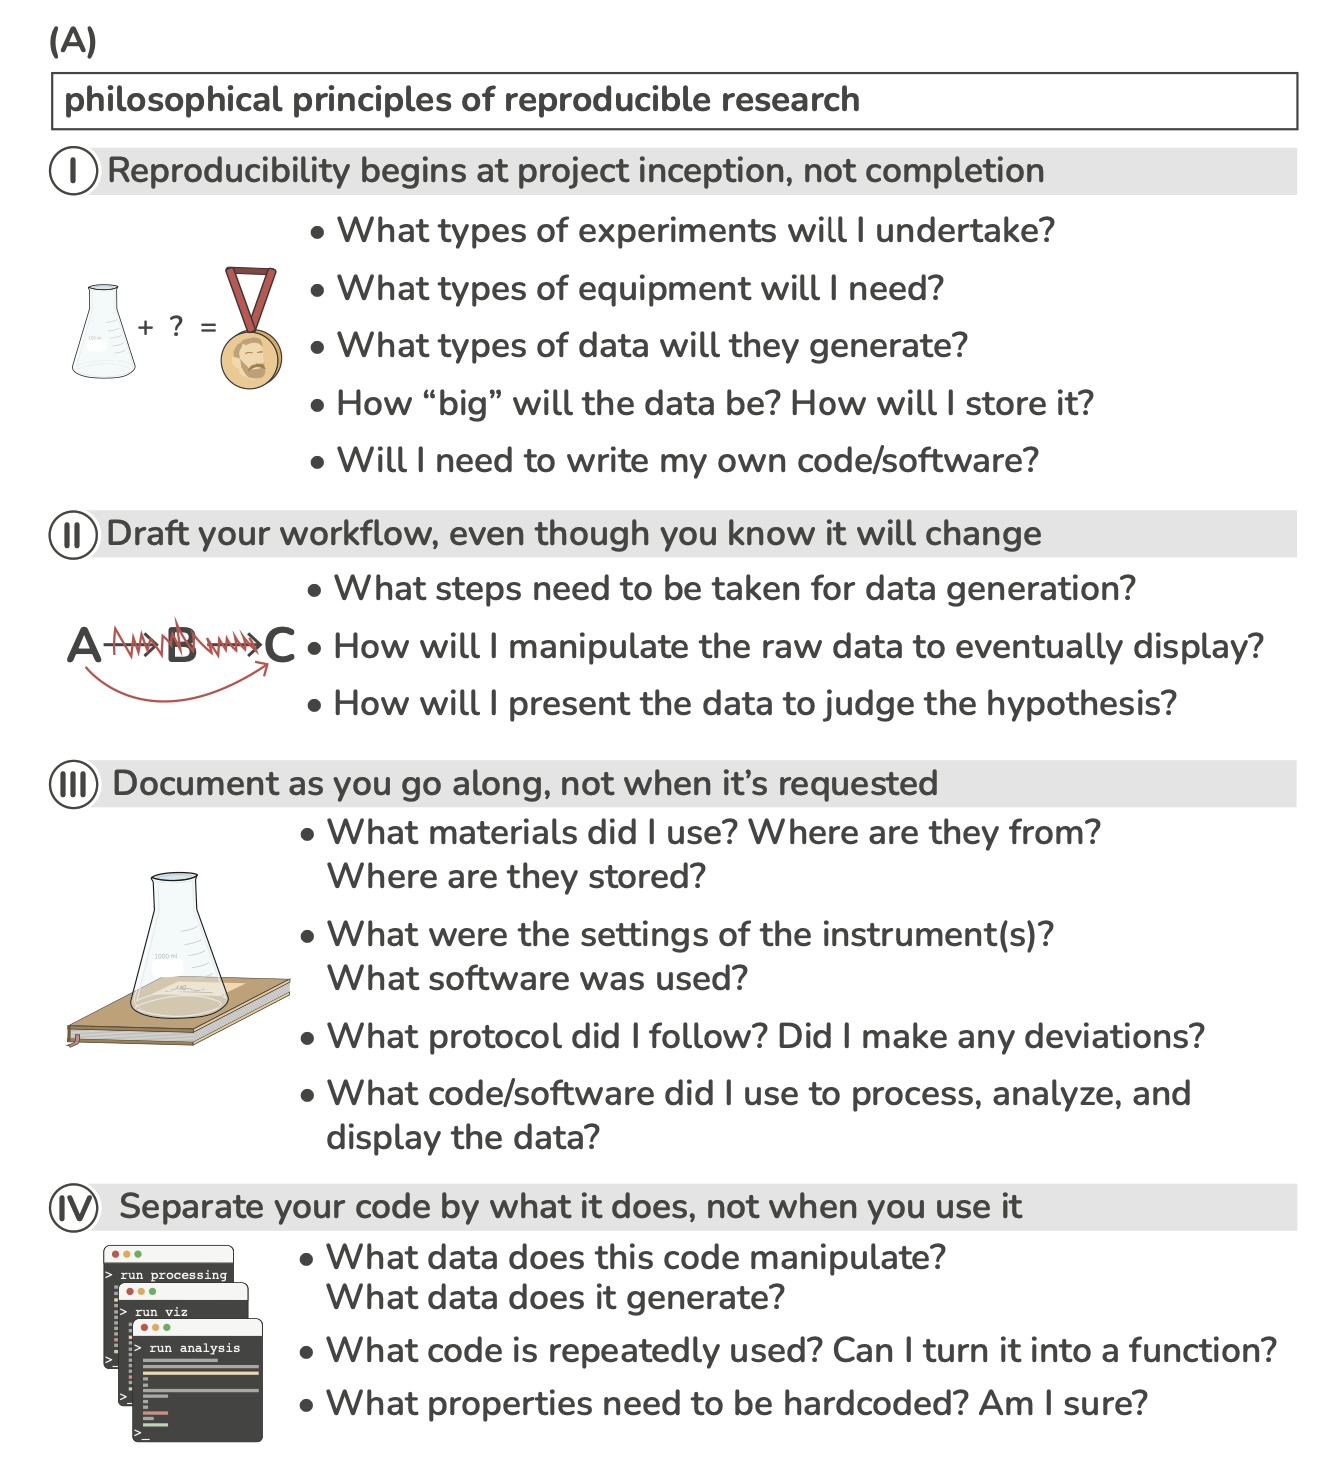 (A)
philosophical principles of reproducible research
I Reproducibility begins at project inception, not completion
• What types of experiments will I undertake?
• What types of equipment will I need?
+ ? =
• What types of data will they generate?
• How “big” will the data be? How will I store it?
• Will I need to write my own code/software?
II Draft your workflow, even though you know it will change
• What steps need to be taken for data generation?
A B C
• How will I manipulate the raw data to eventually display?
• How will I present the data to judge the hypothesis?
III Document as you go along, not when it’s requested
• What materials did I use? Where are they from?
Where are they stored?
• What were the settings of the instrument(s)?
1000 ml
What software was used?
• What protocol did I follow? Did I make any deviations?
• What code/software did I use to process, analyze, and
display the data?
IV Separate your code by what it does, not when you use it
• What data does this code manipulate?
What data does it generate?
> run processing
> run viz
> run analysis
>
>
>_
• What code is repeatedly used? Can I turn it into a function?
• What properties need to be hardcoded? Am I sure?